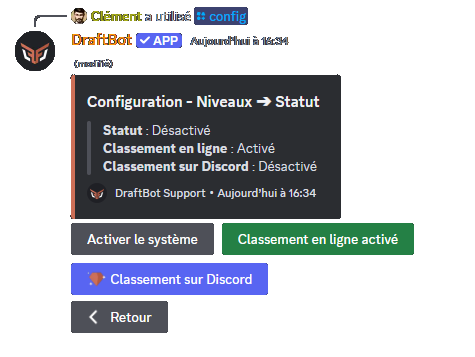 Clément a utilisé config
DraftBot ✓ APP Aujourd'hui à 16:34
(modifié)
Configuration - Niveaux ➔ Statut
Statut : Désactivé
Classement en ligne : Activé
Classement sur Discord : Désactivé
DraftBot Support • Aujourd'hui à 16:34
Activer le système Classement en ligne activé
Classement sur Discord
Retour